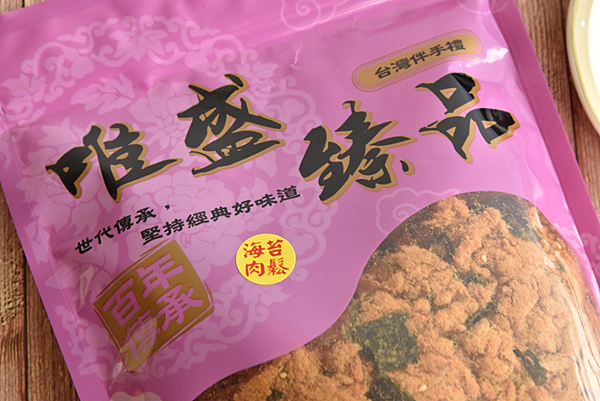 台灣伴手禮
唯盛臻品
世代傳承，
堅持經典好味道
海苔
肉鬆
百年
傳承